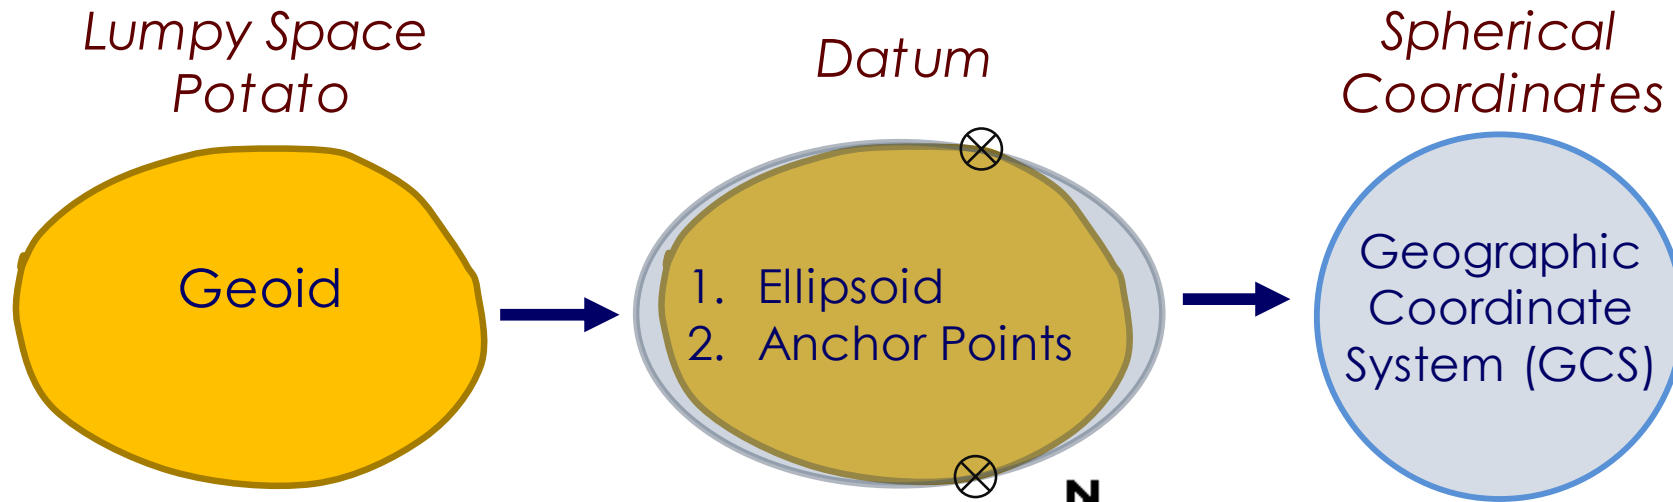 Lumpy Space
Potato
Datum
Spherical
Coordinates
Geoid
1. Ellipsoid
2. Anchor Points
Geographic
Coordinate
System (GCS)
N